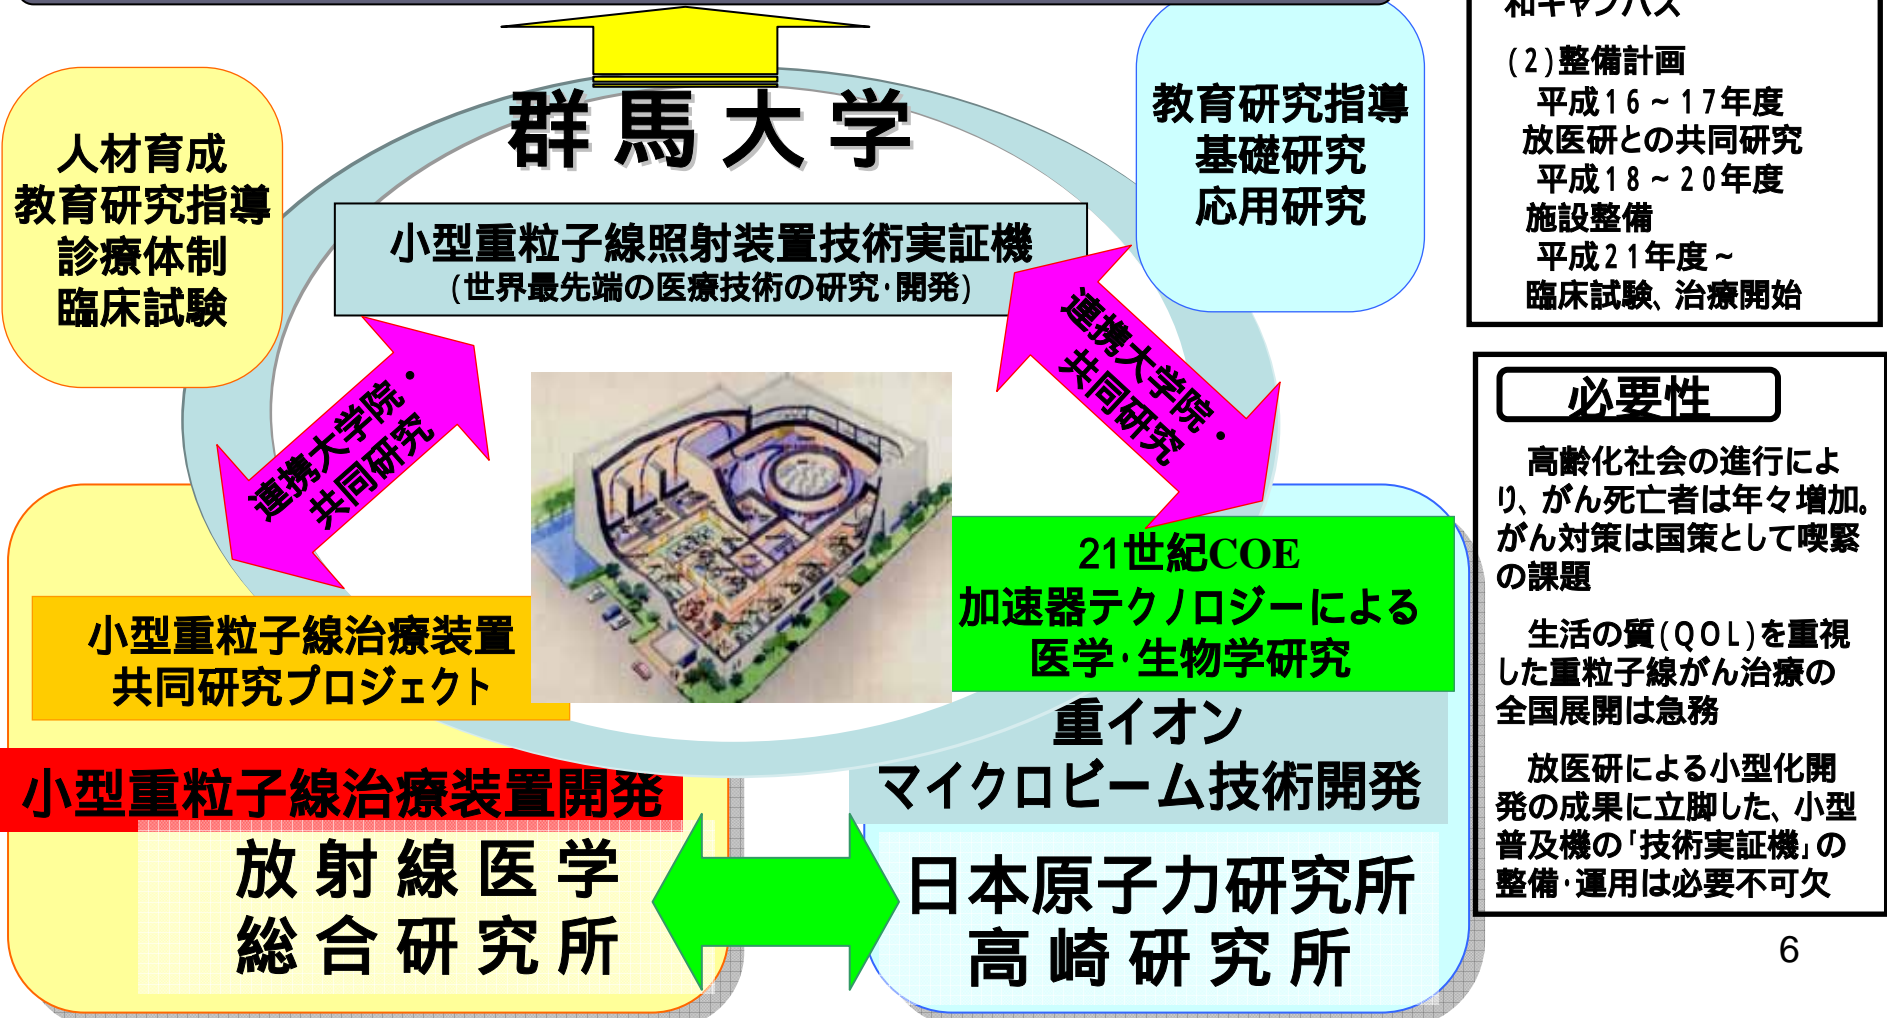 群馬大学
人材育成
教育研究指導
診療体制
臨床試験
教育研究指導
基礎研究
応用研究
小型重粒子線照射装置技術実証機
(世界最先端の医療技術の研究･開発)
連携大学院・
共同研究
連携大学院・
共同研究
小型重粒子線治療装置
共同研究プロジェクト
21世紀COE
加速器テクノロジーによる
医学･生物学研究
小型重粒子線治療装置開発
放射線医学
総合研究所
重イオン
マイクロビーム技術開発
日本原子力研究所
高崎研究所
和キャンパス
(2)整備計画
平成16～17年度
放医研との共同研究
平成18～20年度
施設整備
平成21年度～
臨床試験、治療開始
必要性
高齢化社会の進行によ
り、がん死亡者は年々増加。
がん対策は国策として喫緊
の課題
生活の質(QOL)を重視
した重粒子線がん治療の
全国展開は急務
放医研による小型化開
発の成果に立脚した、小型
普及機の｢技術実証機｣の
整備･運用は必要不可欠
6